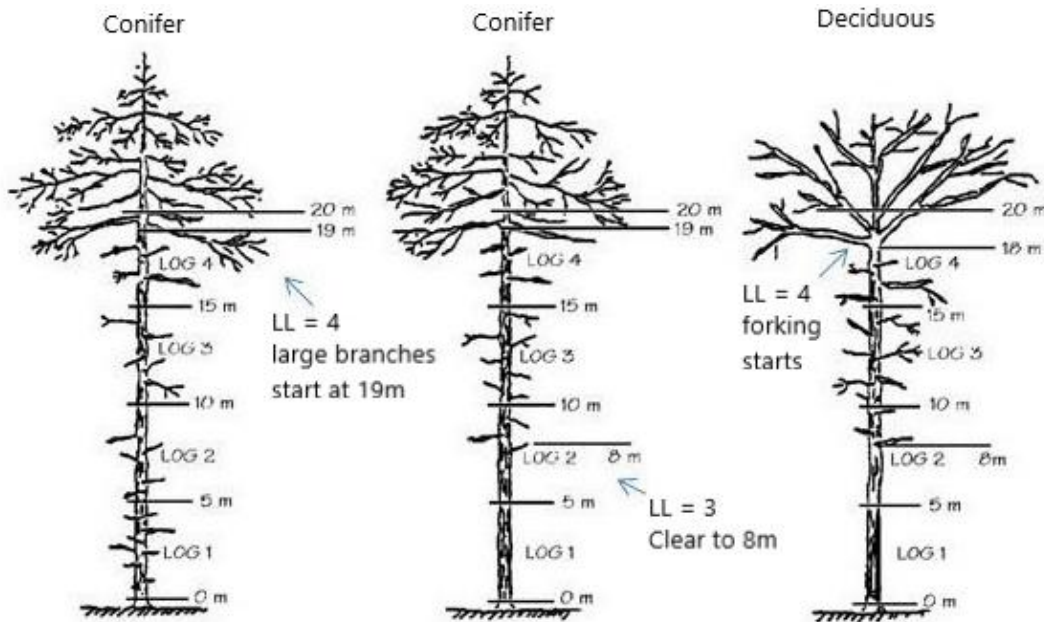 Conifer
20 m
19 m
LOG 4
15 m
LL = 4
large branches
start at 19m
LOG 3
10 m
LOG 2
5 m
LOG 1
0 m
Conifer
20 m
19 m
LOG 4
15 m
LOG 3
10 m
LOG 2 8 m
5 m
LL = 3
Clear to 8m
LOG 1
0 m
Deciduous
20 m
18 m
LOG 4
LL = 4
forking
starts
15 m
LOG 3
10 m
LOG 2 8m
5 m
LOG 1
0 m